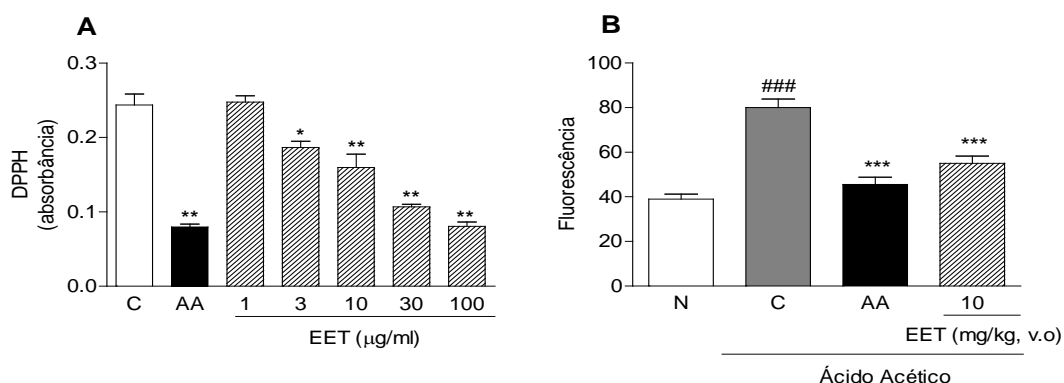 A
0.3
0.2
0.1
0.0
DPPH
(absorbância)
**
*
**
**
**
C AA 1 3 10 30 100
EET (μg/ml)
B
100
80
60
40
20
0
Fluorescência
###
***
***
N C AA 10
EET (mg/kg, v.o)
Ácido Acético